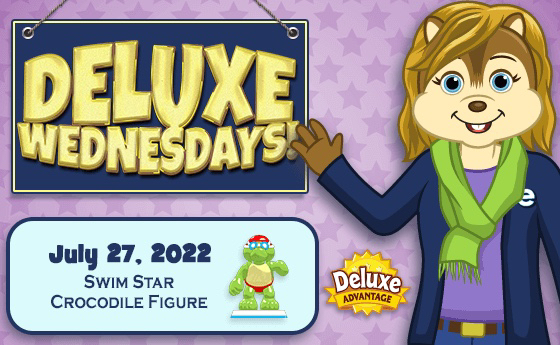 DELUXE
WEDNESDAYS!
July 27, 2022
Swim Star
Crocodile Figure
Deluxe
ADVANTAGE
e